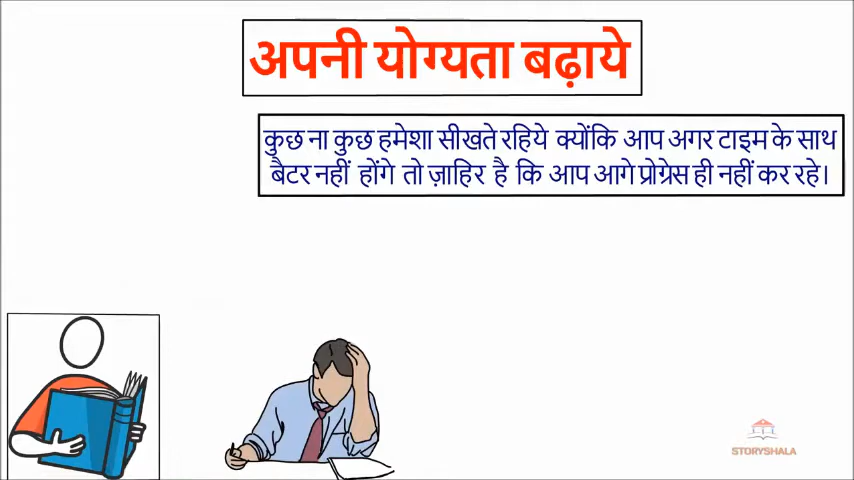 अपनी योग्यता बढ़ाये
कुछ ना कुछ हमेशा सीखते रहिये क्योंकि आप अगर टाइम के साथ
बैटर नहीं होंगे तो ज़ाहिर है कि आप आगे प्रोग्रेस ही नहीं कर रहे।
STORYSHALA